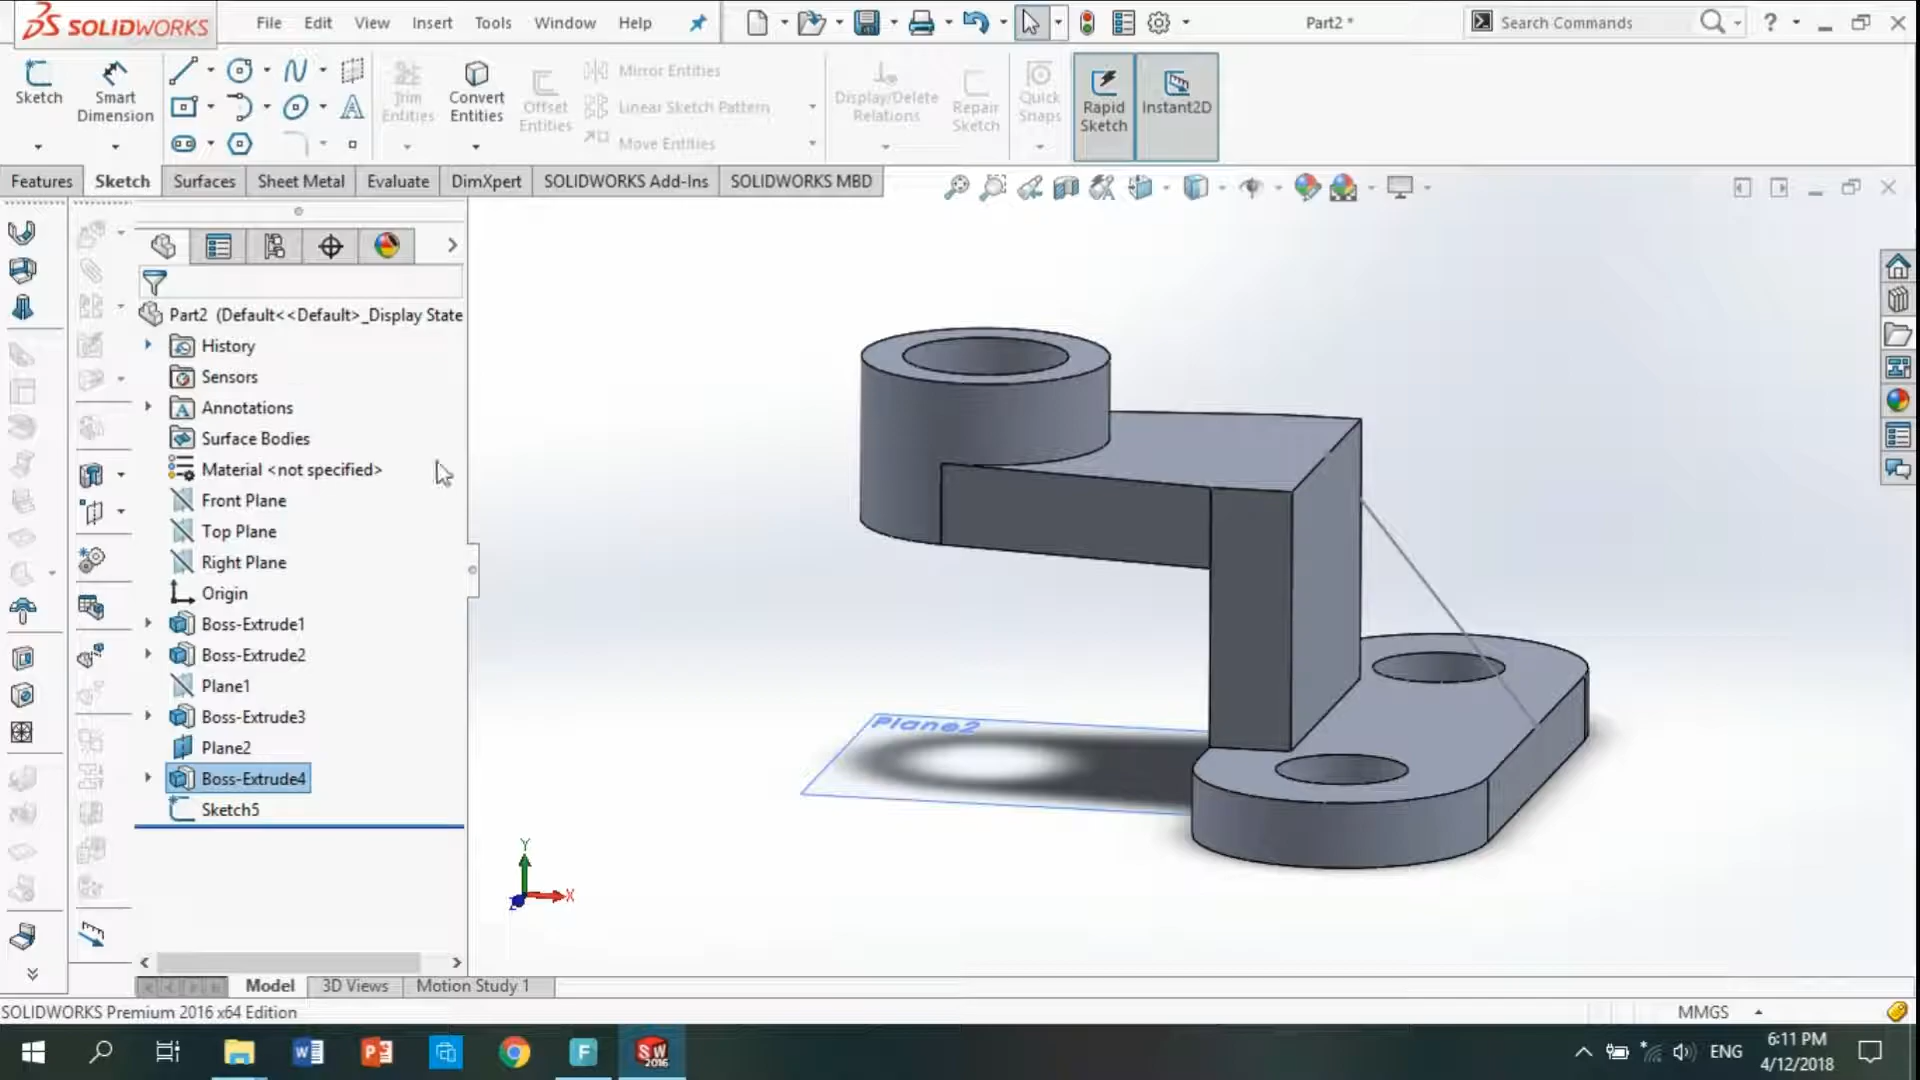 SOLIDWORKS File Edit View Insert Tools Window Help Part2 * Search Commands ?
Sketch
Smart Dimension
Trim Entities
Convert Entities
Offset Entities
Mirror Entities
Linear Sketch Pattern
Move Entities
Display/Delete Relations
Repair Sketch
Quick Snaps
Rapid Sketch
Instant2D
Features Sketch Surfaces Sheet Metal Evaluate DimXpert SOLIDWORKS Add-Ins SOLIDWORKS MBD
Part2 (Default<<Default>_Display State
History
Sensors
Annotations
Surface Bodies
Material <not specified>
Front Plane
Top Plane
Right Plane
Origin
Boss-Extrude1
Boss-Extrude2
Plane1
Boss-Extrude3
Plane2
Boss-Extrude4
Sketch5
Plane2
Y
X
Z
Model 3D Views Motion Study 1
SOLIDWORKS Premium 2016 x64 Edition MMGS
ENG 6:11 PM
4/12/2018